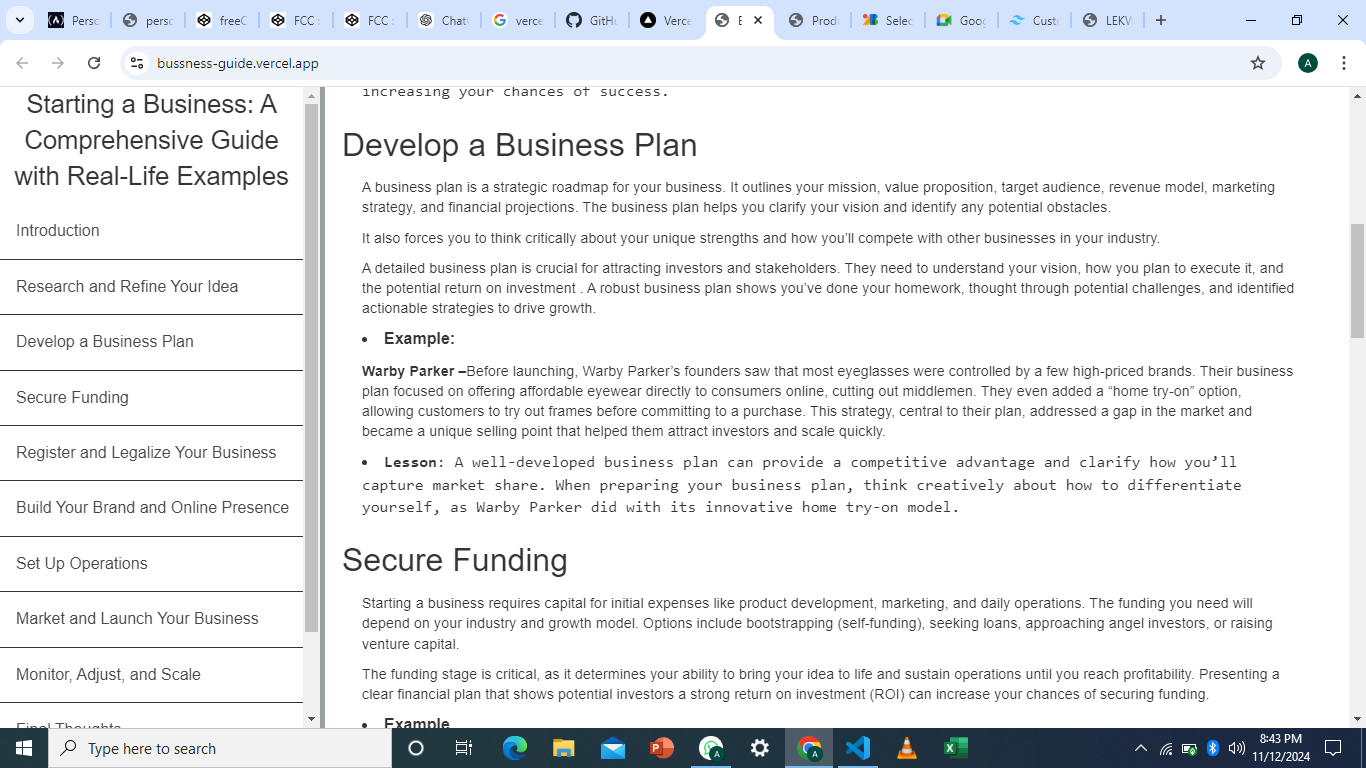 Perso
perso
freeC
FCC
FCC
Chat
verce
GitHu
Verce
Prod
Selec
Goog
Custo
LEKV
bussness-guide.vercel.app
A
Starting a Business: A
Comprehensive Guide
with Real-Life Examples
Introduction
Research and Refine Your Idea
Develop a Business Plan
Secure Funding
Register and Legalize Your Business
Build Your Brand and Online Presence
Set Up Operations
Market and Launch Your Business
Monitor, Adjust, and Scale
Final Thoughts
increasing your chances of success.
Develop a Business Plan
A business plan is a strategic roadmap for your business. It outlines your mission, value proposition, target audience, revenue model, marketing
strategy, and financial projections. The business plan helps you clarify your vision and identify any potential obstacles.
It also forces you to think critically about your unique strengths and how you’ll compete with other businesses in your industry.
A detailed business plan is crucial for attracting investors and stakeholders. They need to understand your vision, how you plan to execute it, and
the potential return on investment . A robust business plan shows you’ve done your homework, thought through potential challenges, and identified
actionable strategies to drive growth.
• Example:
Warby Parker –Before launching, Warby Parker’s founders saw that most eyeglasses were controlled by a few high-priced brands. Their business
plan focused on offering affordable eyewear directly to consumers online, cutting out middlemen. They even added a “home try-on” option,
allowing customers to try out frames before committing to a purchase. This strategy, central to their plan, addressed a gap in the market and
became a unique selling point that helped them attract investors and scale quickly.
• Lesson: A well-developed business plan can provide a competitive advantage and clarify how you’ll
capture market share. When preparing your business plan, think creatively about how to differentiate
yourself, as Warby Parker did with its innovative home try-on model.
Secure Funding
Starting a business requires capital for initial expenses like product development, marketing, and daily operations. The funding you need will
depend on your industry and growth model. Options include bootstrapping (self-funding), seeking loans, approaching angel investors, or raising
venture capital.
The funding stage is critical, as it determines your ability to bring your idea to life and sustain operations until you reach profitability. Presenting a
clear financial plan that shows potential investors a strong return on investment (ROI) can increase your chances of securing funding.
• Example
Type here to search
8:43 PM
11/12/2024